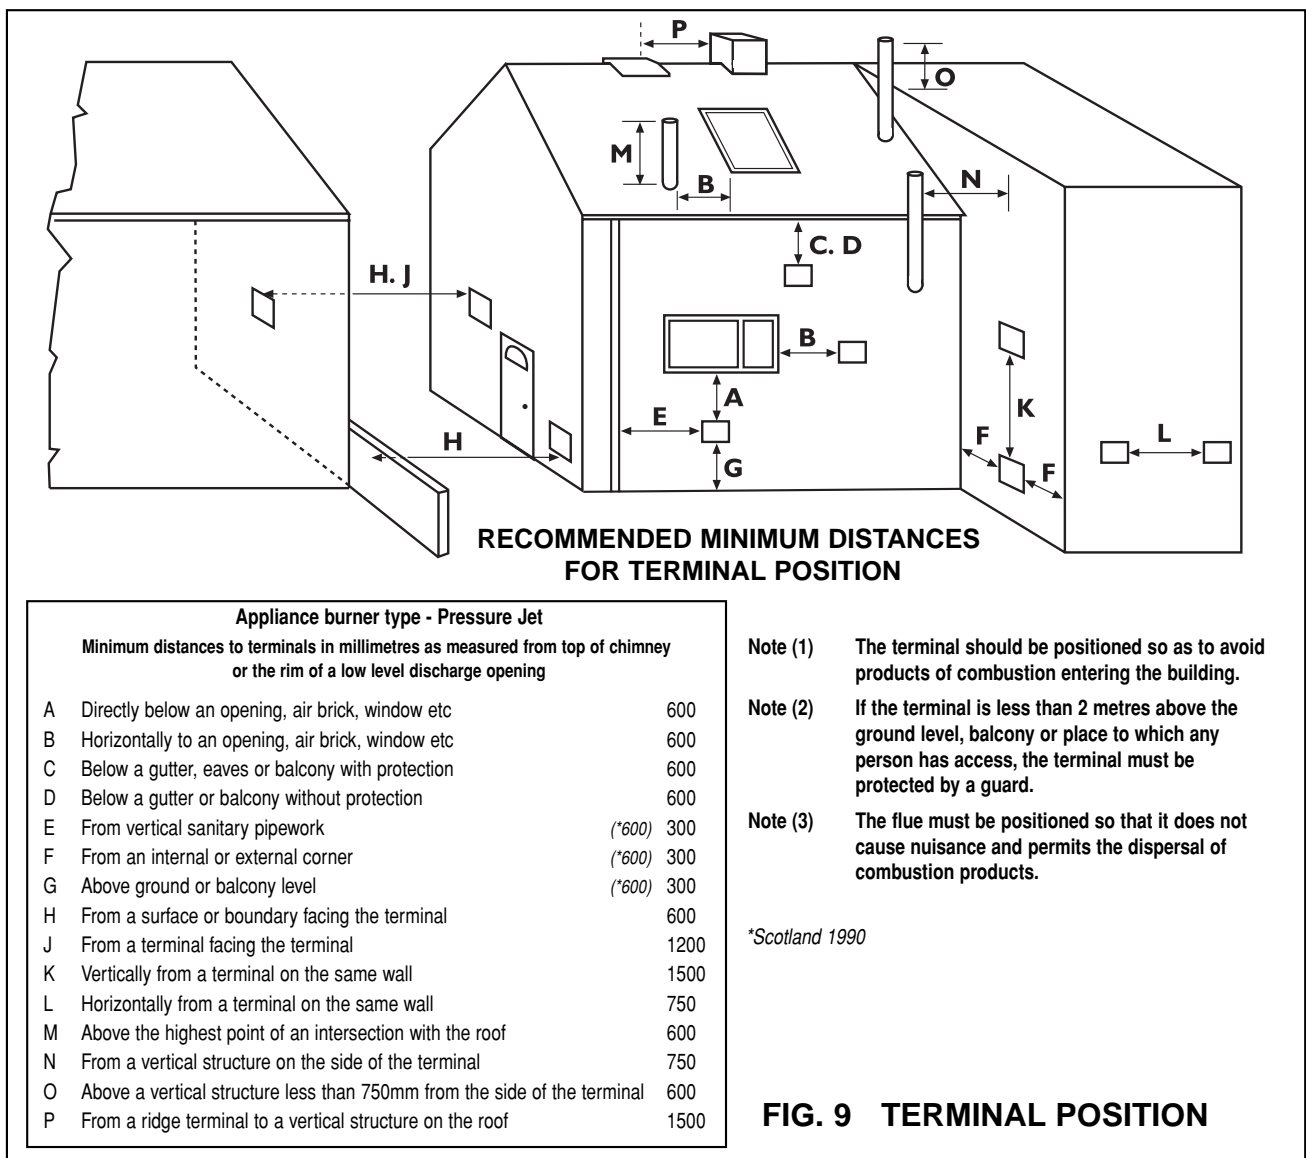 P
O
M
B
N
C. D
H. J
B
A
E
K
F
L
H
G
F
RECOMMENDED MINIMUM DISTANCES
FOR TERMINAL POSITION
Appliance burner type - Pressure Jet
Minimum distances to terminals in millimetres as measured from top of chimney
or the rim of a low level discharge opening
A Directly below an opening, air brick, window etc 600
B Horizontally to an opening, air brick, window etc 600
C Below a gutter, eaves or balcony with protection 600
D Below a gutter or balcony without protection 600
E From vertical sanitary pipework (*600) 300
F From an internal or external corner (*600) 300
G Above ground or balcony level (*600) 300
H From a surface or boundary facing the terminal 600
J From a terminal facing the terminal 1200
K Vertically from a terminal on the same wall 1500
L Horizontally from a terminal on the same wall 750
M Above the highest point of an intersection with the roof 600
N From a vertical structure on the side of the terminal 750
O Above a vertical structure less than 750mm from the side of the terminal 600
P From a ridge terminal to a vertical structure on the roof 1500
Note (1) The terminal should be positioned so as to avoid
products of combustion entering the building.
Note (2) If the terminal is less than 2 metres above the
ground level, balcony or place to which any
person has access, the terminal must be
protected by a guard.
Note (3) The flue must be positioned so that it does not
cause nuisance and permits the dispersal of
combustion products.
*Scotland 1990
FIG. 9 TERMINAL POSITION